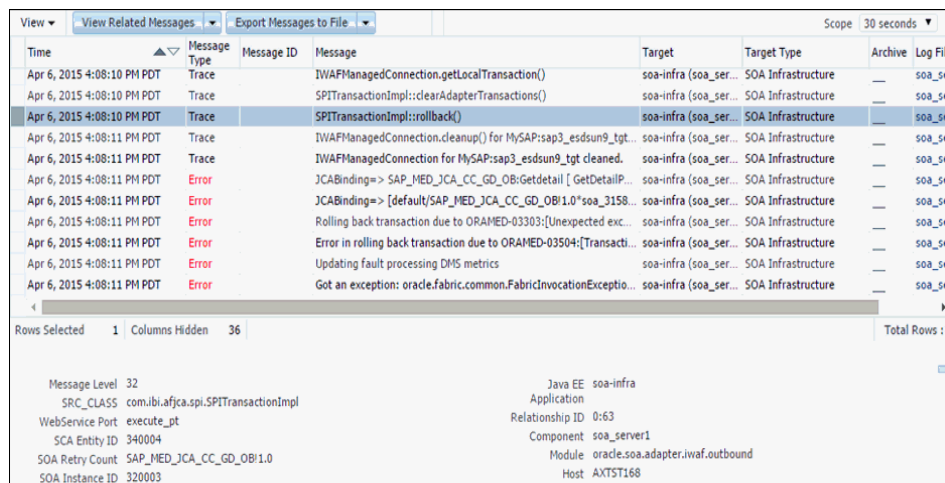 View View Related Messages Export Messages to File Scope 30 seconds
Time Message Type Message ID Message Target Target Type Archive Log Fi
Apr 6, 2015 4:08:10 PM PDT Trace IWAFManagedConnection.getLocalTransaction() soa-infra (soa_ser... SOA Infrastructure soa_se
Apr 6, 2015 4:08:10 PM PDT Trace SPITransactionImpl::clearAdapterTransactions() soa-infra (soa_ser... SOA Infrastructure soa_se
Apr 6, 2015 4:08:10 PM PDT Trace SPITransactionImpl::rollback() soa-infra (soa_ser... SOA Infrastructure soa_se
Apr 6, 2015 4:08:11 PM PDT Trace IWAFManagedConnection.cleanup() for MySAP:sap3_esdsun9_tgt... soa-infra (soa_ser... SOA Infrastructure soa_se
Apr 6, 2015 4:08:11 PM PDT Trace IWAFManagedConnection for MySAP:sap3_esdsun9_tgt cleaned. soa-infra (soa_ser... SOA Infrastructure soa_se
Apr 6, 2015 4:08:11 PM PDT Error JCABinding=> SAP_MED_JCA_CC_GD_OB:Getdetail [ GetDetailP... soa-infra (soa_ser... SOA Infrastructure soa_se
Apr 6, 2015 4:08:11 PM PDT Error JCABinding=> [default/SAP_MED_JCA_CC_GD_OB!1.0*soa_3158... soa-infra (soa_ser... SOA Infrastructure soa_se
Apr 6, 2015 4:08:11 PM PDT Error Rolling back transaction due to ORAMED-03303:[Unexpected exc... soa-infra (soa_ser... SOA Infrastructure soa_se
Apr 6, 2015 4:08:11 PM PDT Error Error in rolling back transaction due to ORAMED-03504:[Transacti... soa-infra (soa_ser... SOA Infrastructure soa_se
Apr 6, 2015 4:08:11 PM PDT Error Updating fault processing DMS metrics soa-infra (soa_ser... SOA Infrastructure soa_se
Apr 6, 2015 4:08:11 PM PDT Error Got an exception: oracle.fabric.common.FabricInvocationExceptio... soa-infra (soa_ser... SOA Infrastructure soa_se
Rows Selected 1 Columns Hidden 36 Total Rows :
Message Level 32
SRC_CLASS com.ibi.afjca.spi.SPITransactionImpl
WebService Port execute_pt
SCA Entity ID 340004
SOA Retry Count SAP_MED_JCA_CC_GD_OB!1.0
SOA Instance ID 320003
Java EE Application soa-infra
Relationship ID 0:63
Component soa_server1
Module oracle.soa.adapter.iwaf.outbound
Host AXTST168